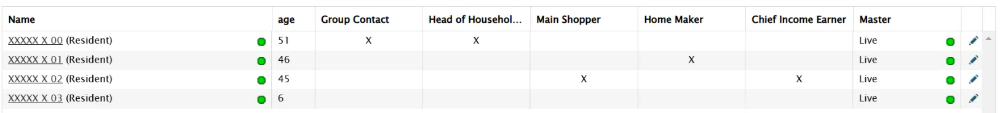 Name age Group Contact Head of Househol... Main Shopper Home Maker Chief Income Earner Master
XXXXX X 00 (Resident) 51 X X Live
XXXXX X 01 (Resident) 46 X Live
XXXXX X 02 (Resident) 45 X X Live
XXXXX X 03 (Resident) 6 Live